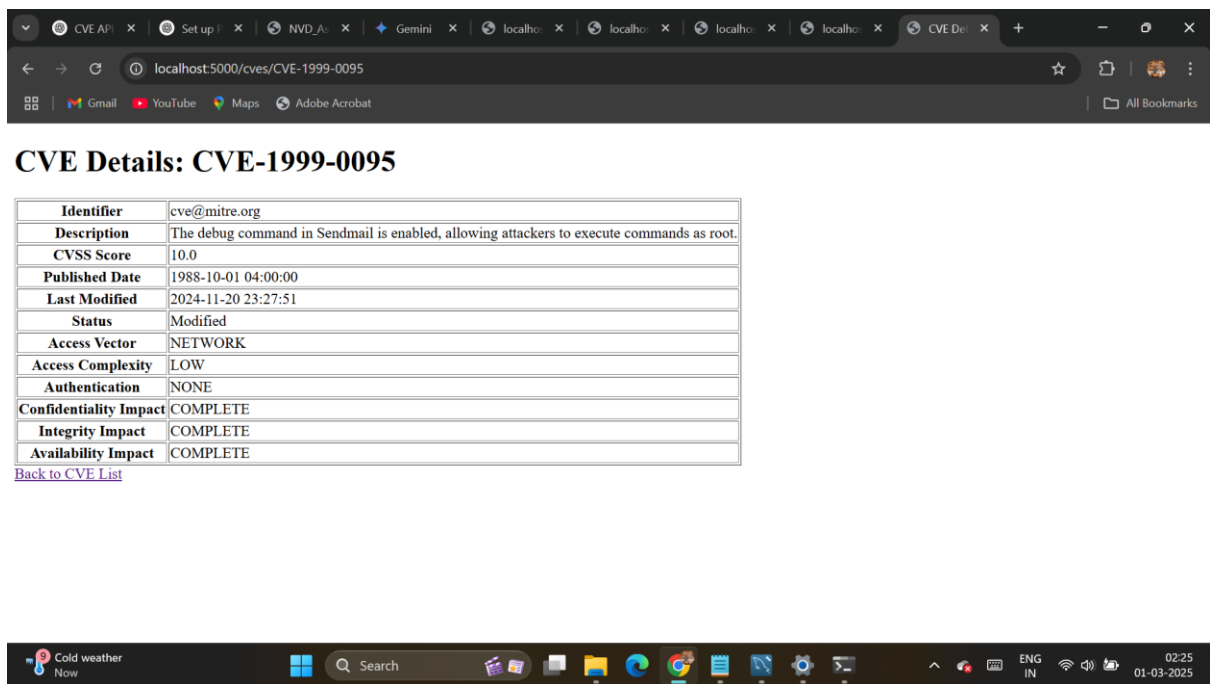 CVE API
Set up P
NVD_As
Gemini
localhos
localhos
localhos
localhos
CVE Det
localhost:5000/cves/CVE-1999-0095
Gmail YouTube Maps Adobe Acrobat All Bookmarks
CVE Details: CVE-1999-0095
Identifier cve@mitre.org
Description The debug command in Sendmail is enabled, allowing attackers to execute commands as root.
CVSS Score 10.0
Published Date 1988-10-01 04:00:00
Last Modified 2024-11-20 23:27:51
Status Modified
Access Vector NETWORK
Access Complexity LOW
Authentication NONE
Confidentiality Impact COMPLETE
Integrity Impact COMPLETE
Availability Impact COMPLETE
Back to CVE List
9
Cold weather
Now
Search
ENG
IN
02:25
01-03-2025